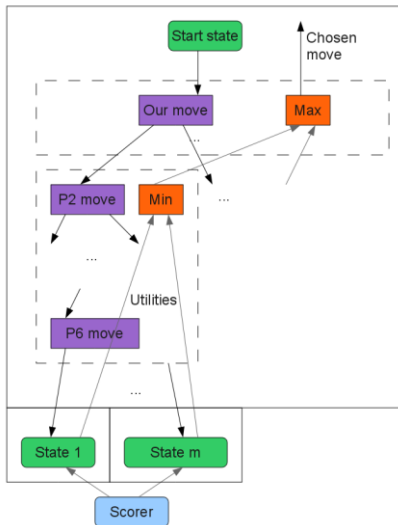 Start state
Chosen
move
Our move
Max
...
P2 move
Min
...
...
Utilities
P6 move
...
State 1
State m
Scorer